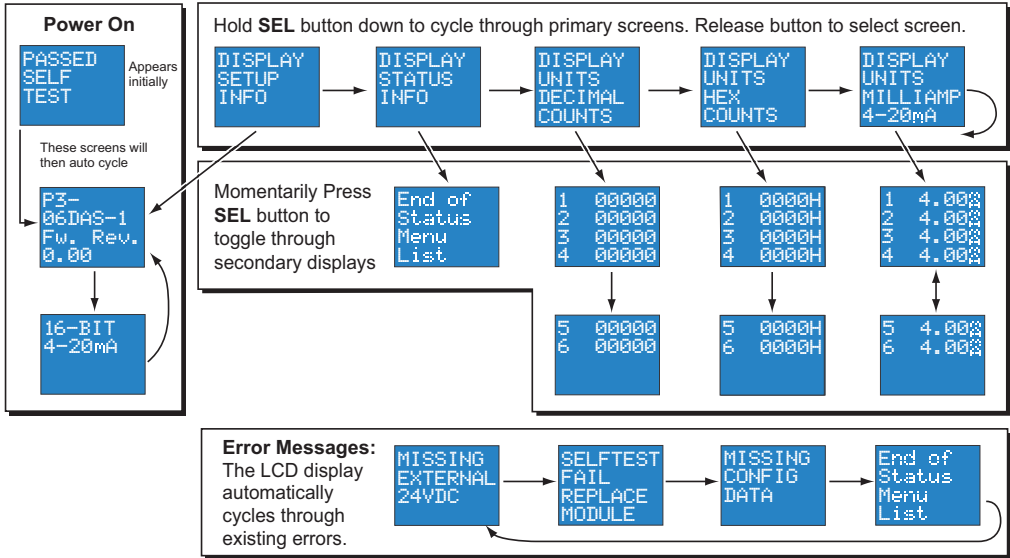 Power On
PASSED
SELF
TEST
Appears
initially
These screens will
then auto cycle
P3-
06DAS-1
Fw. Rev.
0.00
16-BIT
4-20mA
Hold SEL button down to cycle through primary screens. Release button to select screen.
DISPLAY
SETUP
INFO
DISPLAY
STATUS
INFO
DISPLAY
UNITS
DECIMAL
COUNTS
DISPLAY
UNITS
HEX
COUNTS
DISPLAY
UNITS
MILLIAMP
4-20mA
Momentarily Press
SEL button to
toggle through
secondary displays
End of
Status
Menu
List
1 00000
2 00000
3 00000
4 00000
1 0000H
2 0000H
3 0000H
4 0000H
1 4.00
2 4.00
3 4.00
4 4.00
5 00000
6 00000
5 0000H
6 0000H
5 4.00
6 4.00
Error Messages:
The LCD display
automatically
cycles through
existing errors.
MISSING
EXTERNAL
24VDC
SELFTEST
FAIL
REPLACE
MODULE
MISSING
CONFIG
DATA
End of
Status
Menu
List